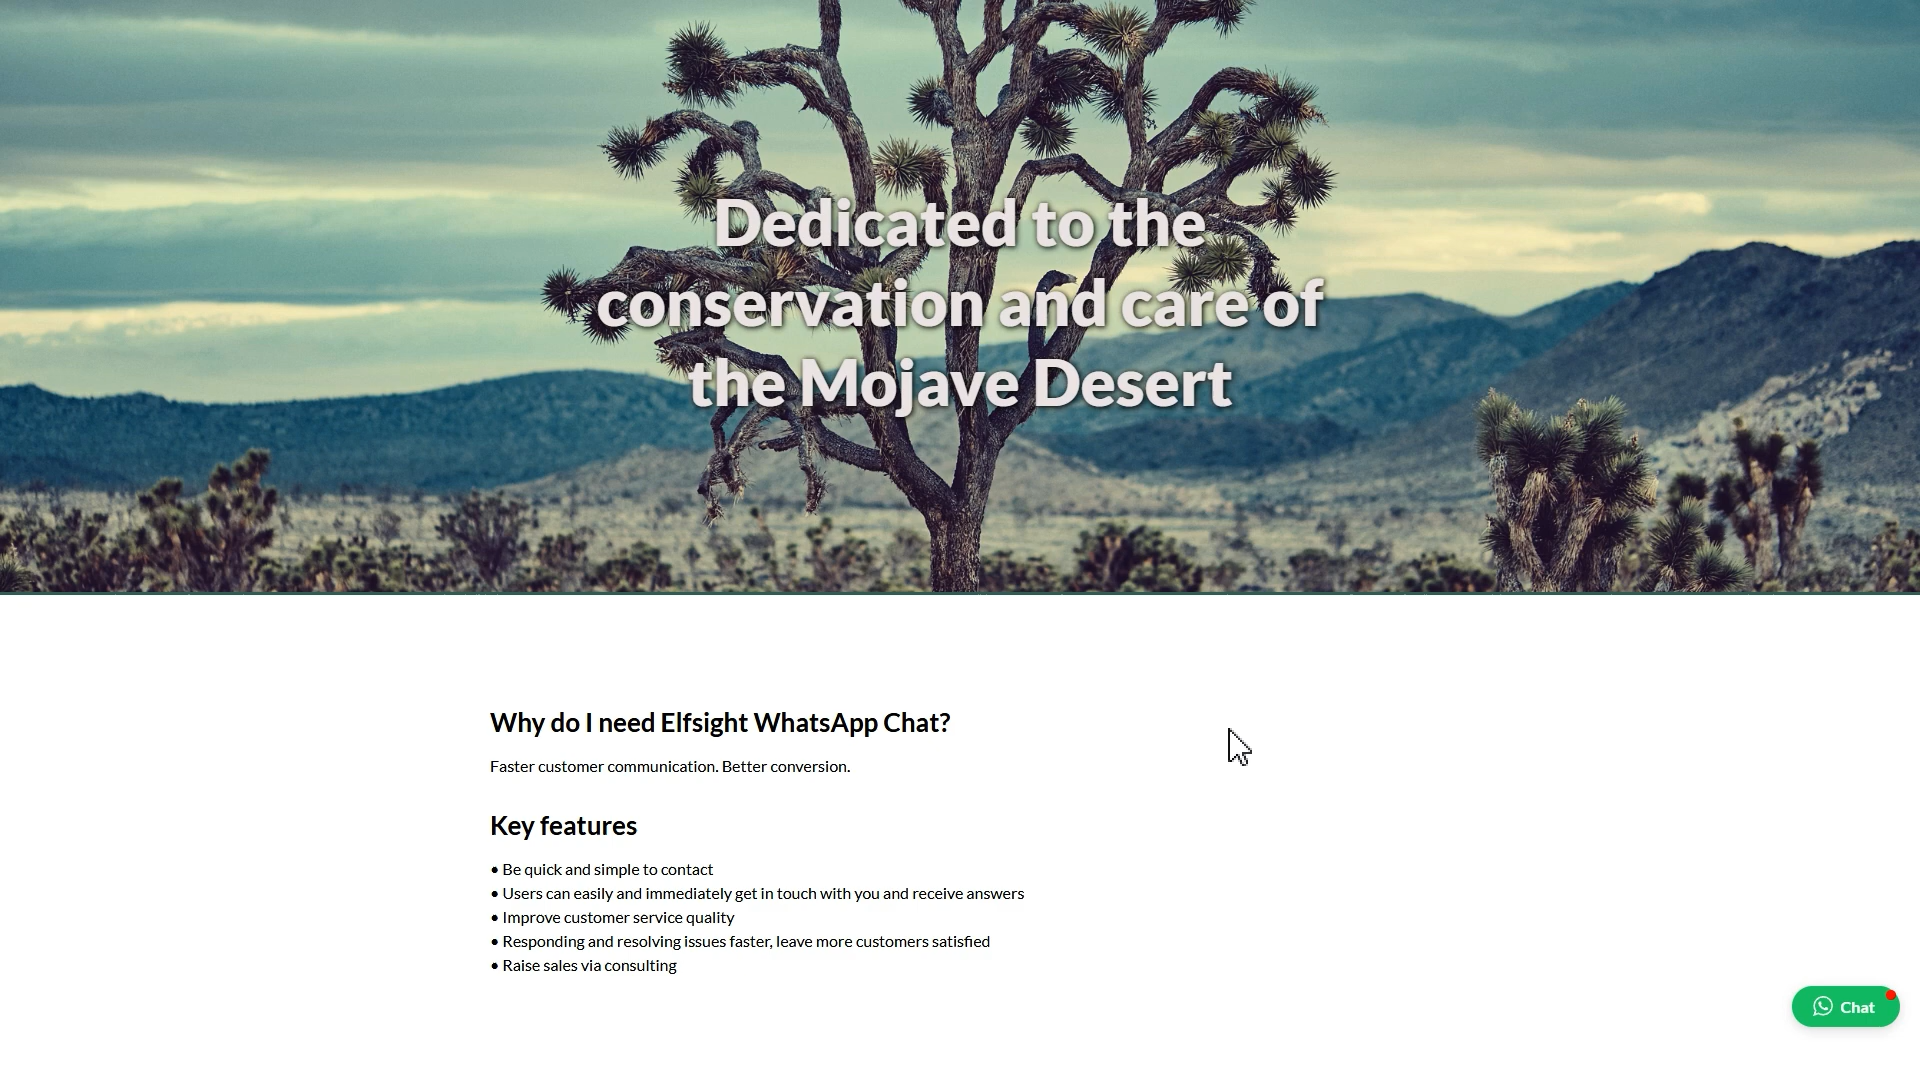 Dedicated to the
conservation and care of
the Mojave Desert
Why do I need Elfsight WhatsApp Chat?
Faster customer communication. Better conversion.
Key features
• Be quick and simple to contact
• Users can easily and immediately get in touch with you and receive answers
• Improve customer service quality
• Responding and resolving issues faster, leave more customers satisfied
• Raise sales via consulting
Chat